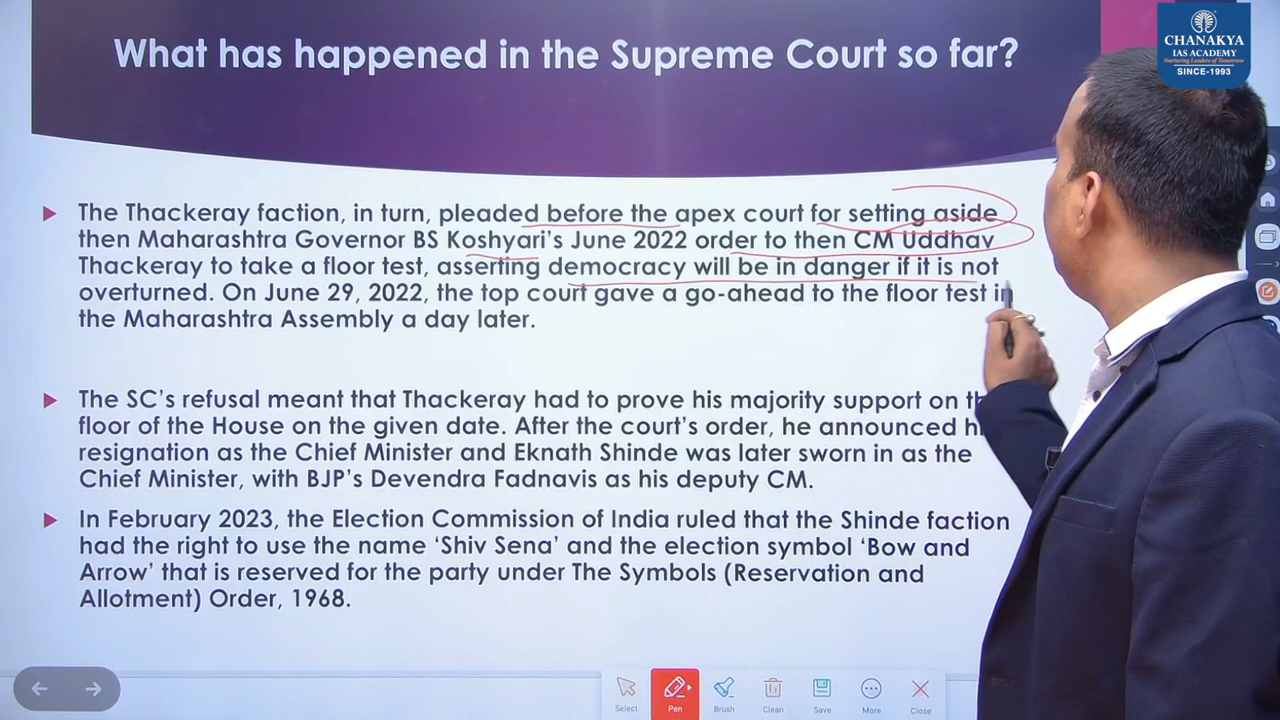 What has happened in the Supreme Court so far?
CHANAKYA
IAS ACADEMY
Nurturing Leaders of Tomorrow
SINCE-1993
The Thackeray faction, in turn, pleaded before the apex court for setting aside
then Maharashtra Governor BS Koshyari's June 2022 order to then CM Uddhav
Thackeray to take a floor test, asserting democracy will be in danger if it is not
overturned. On June 29, 2022, the top court gave a go-ahead to the floor test in
the Maharashtra Assembly a day later.
The SC's refusal meant that Thackeray had to prove his majority support on
floor of the House on the given date. After the court's order, he announced
resignation as the Chief Minister and Eknath Shinde was later sworn in as the
Chief Minister, with BJP's Devendra Fadnavis as his deputy CM.
In February 2023, the Election Commission of India ruled that the Shinde faction
had the right to use the name 'Shiv Sena' and the election symbol 'Bow and
Arrow' that is reserved for the party under The Symbols (Reservation and
Allotment) Order, 1968.
Select Pen Brush Clean Save More Close